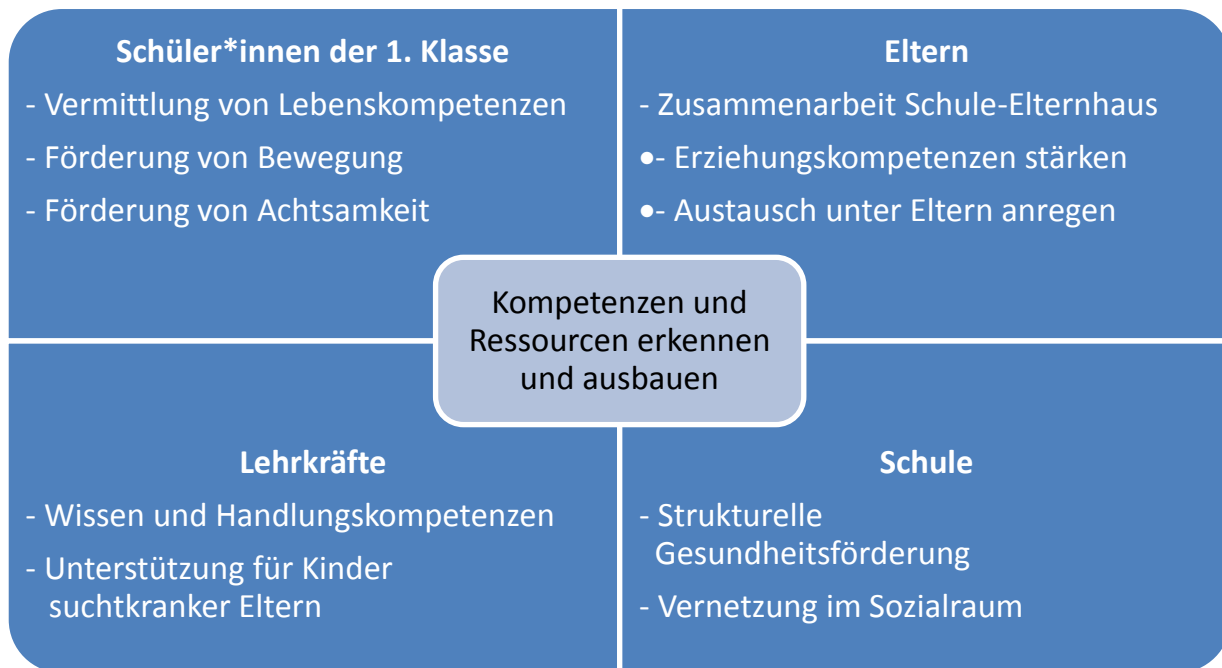 Schüler*innen der 1. Klasse
- Vermittlung von Lebenskompetenzen
- Förderung von Bewegung
- Förderung von Achtsamkeit
Eltern
- Zusammenarbeit Schule-Elternhaus
•- Erziehungskompetenzen stärken
•- Austausch unter Eltern anregen
Kompetenzen und
Ressourcen erkennen
und ausbauen
Lehrkräfte
- Wissen und Handlungskompetenzen
- Unterstützung für Kinder
suchtkranker Eltern
Schule
- Strukturelle
Gesundheitsförderung
- Vernetzung im Sozialraum